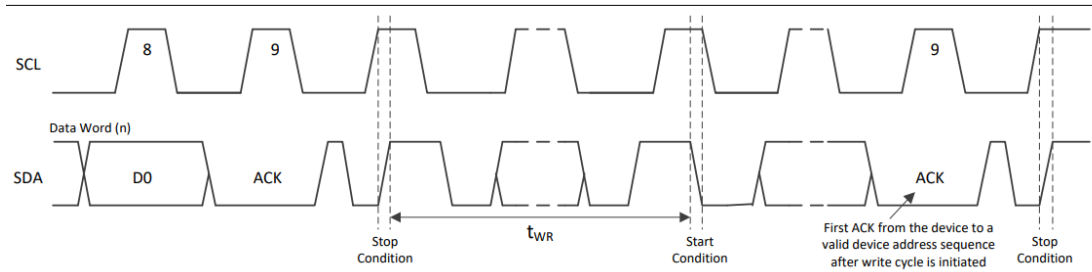 SCL
8
9
9
Data Word (n)
SDA
D0
ACK
ACK
tWR
Stop
Condition
Start
Condition
First ACK from the device to a
valid device address sequence
after write cycle is initiated
Stop
Condition